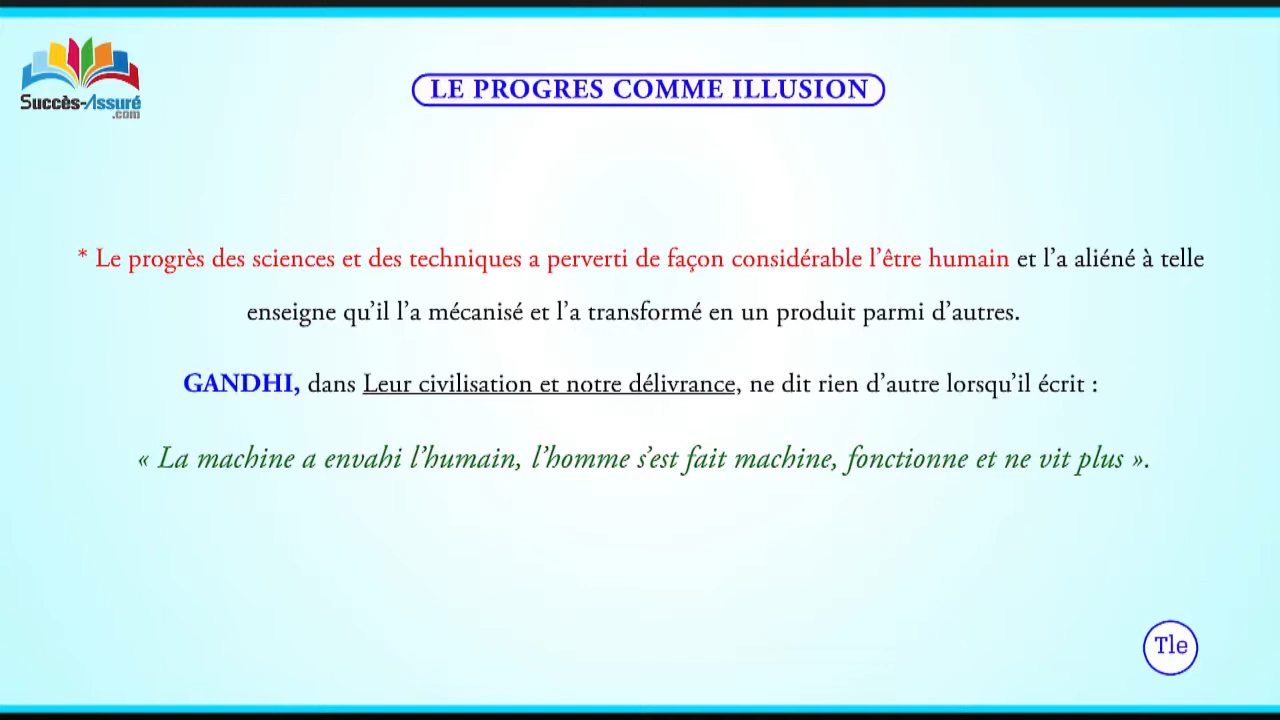 Succès-Assuré
.com
LE PROGRES COMME ILLUSION
* Le progrès des sciences et des techniques a perverti de façon considérable l’être humain et l’a aliéné à telle
enseigne qu’il l’a mécanisé et l’a transformé en un produit parmi d’autres.
GANDHI, dans Leur civilisation et notre délivrance, ne dit rien d’autre lorsqu’il écrit :
« La machine a envahi l’humain, l’homme s’est fait machine, fonctionne et ne vit plus ».
Tle